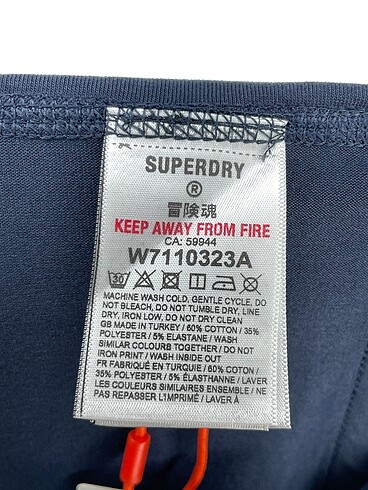 SUPERDRY
®
冒険魂
KEEP AWAY FROM FIRE
CA: 59944
W7110323A
30
MACHINE WASH COLD, GENTLE CYCLE, DO
NOT BLEACH, DO NOT TUMBLE DRY, LINE
DRY, IRON LOW, DO NOT DRY CLEAN
GB MADE IN TURKEY / 60% COTTON / 35%
POLYESTER / 5% ELASTANE / WASH
SIMILAR COLOURS TOGETHER / DO NOT
IRON PRINT / WASH INSIDE OUT
FR FABRIQUÉ EN TURQUIE / 60% COTON /
35% POLYESTER / 5% ÉLASTHANNE / LAVER
LES COULEURS SIMILAIRES ENSEMBLE / NE
PAS REPASSER L'IMPRIMÉ / LAVER À